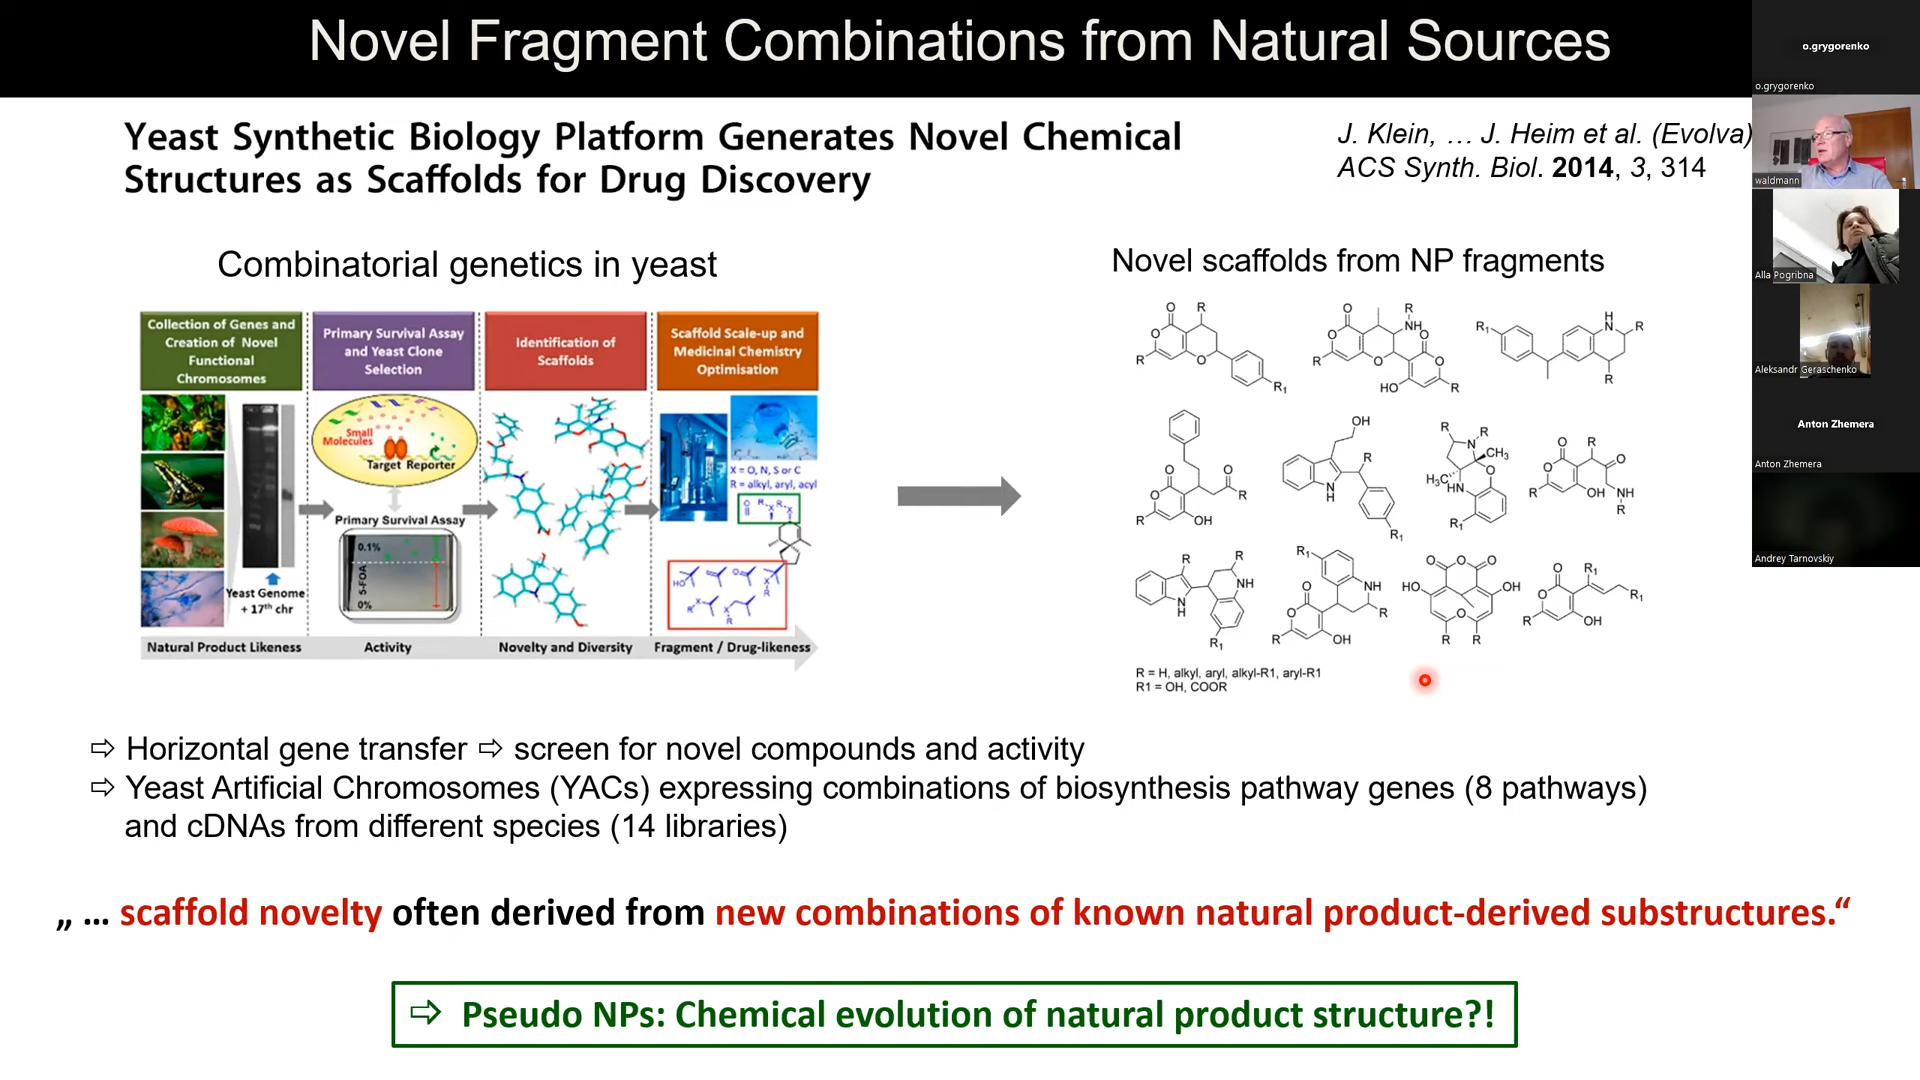 Novel Fragment Combinations from Natural Sources
Yeast Synthetic Biology Platform Generates Novel Chemical
Structures as Scaffolds for Drug Discovery
J. Klein, … J. Heim et al. (Evolva)
ACS Synth. Biol. 2014, 3, 314
Combinatorial genetics in yeast
Collection of Genes and
Creation of Novel
Functional
Chromosomes
Primary Survival Assay
and Yeast Clone
Selection
Identification of
Scaffolds
Scaffold Scale-up and
Medicinal Chemistry
Optimisation
Small
Molecules
Target Reporter
Primary Survival Assay
0.1%
5-FOA
0%
Yeast Genome
+ 17th chr
X = O, N, S or C
R = alkyl, aryl, acyl
Natural Product Likeness
Activity
Novelty and Diversity
Fragment / Drug-likeness
Novel scaffolds from NP fragments
R = H, alkyl, aryl, alkyl-R1, aryl-R1
R1 = OH, COOR
⇨ Horizontal gene transfer ⇨ screen for novel compounds and activity
⇨ Yeast Artificial Chromosomes (YACs) expressing combinations of biosynthesis pathway genes (8 pathways)
and cDNAs from different species (14 libraries)
„ … scaffold novelty often derived from new combinations of known natural product-derived substructures.“
⇨ Pseudo NPs: Chemical evolution of natural product structure?!
o.grygorenko
o.grygorenko
waldmann
Alla Pogribna
Aleksandr Geraschenko
Anton Zhemera
Anton Zhemera
Andrey Tarnovskiy